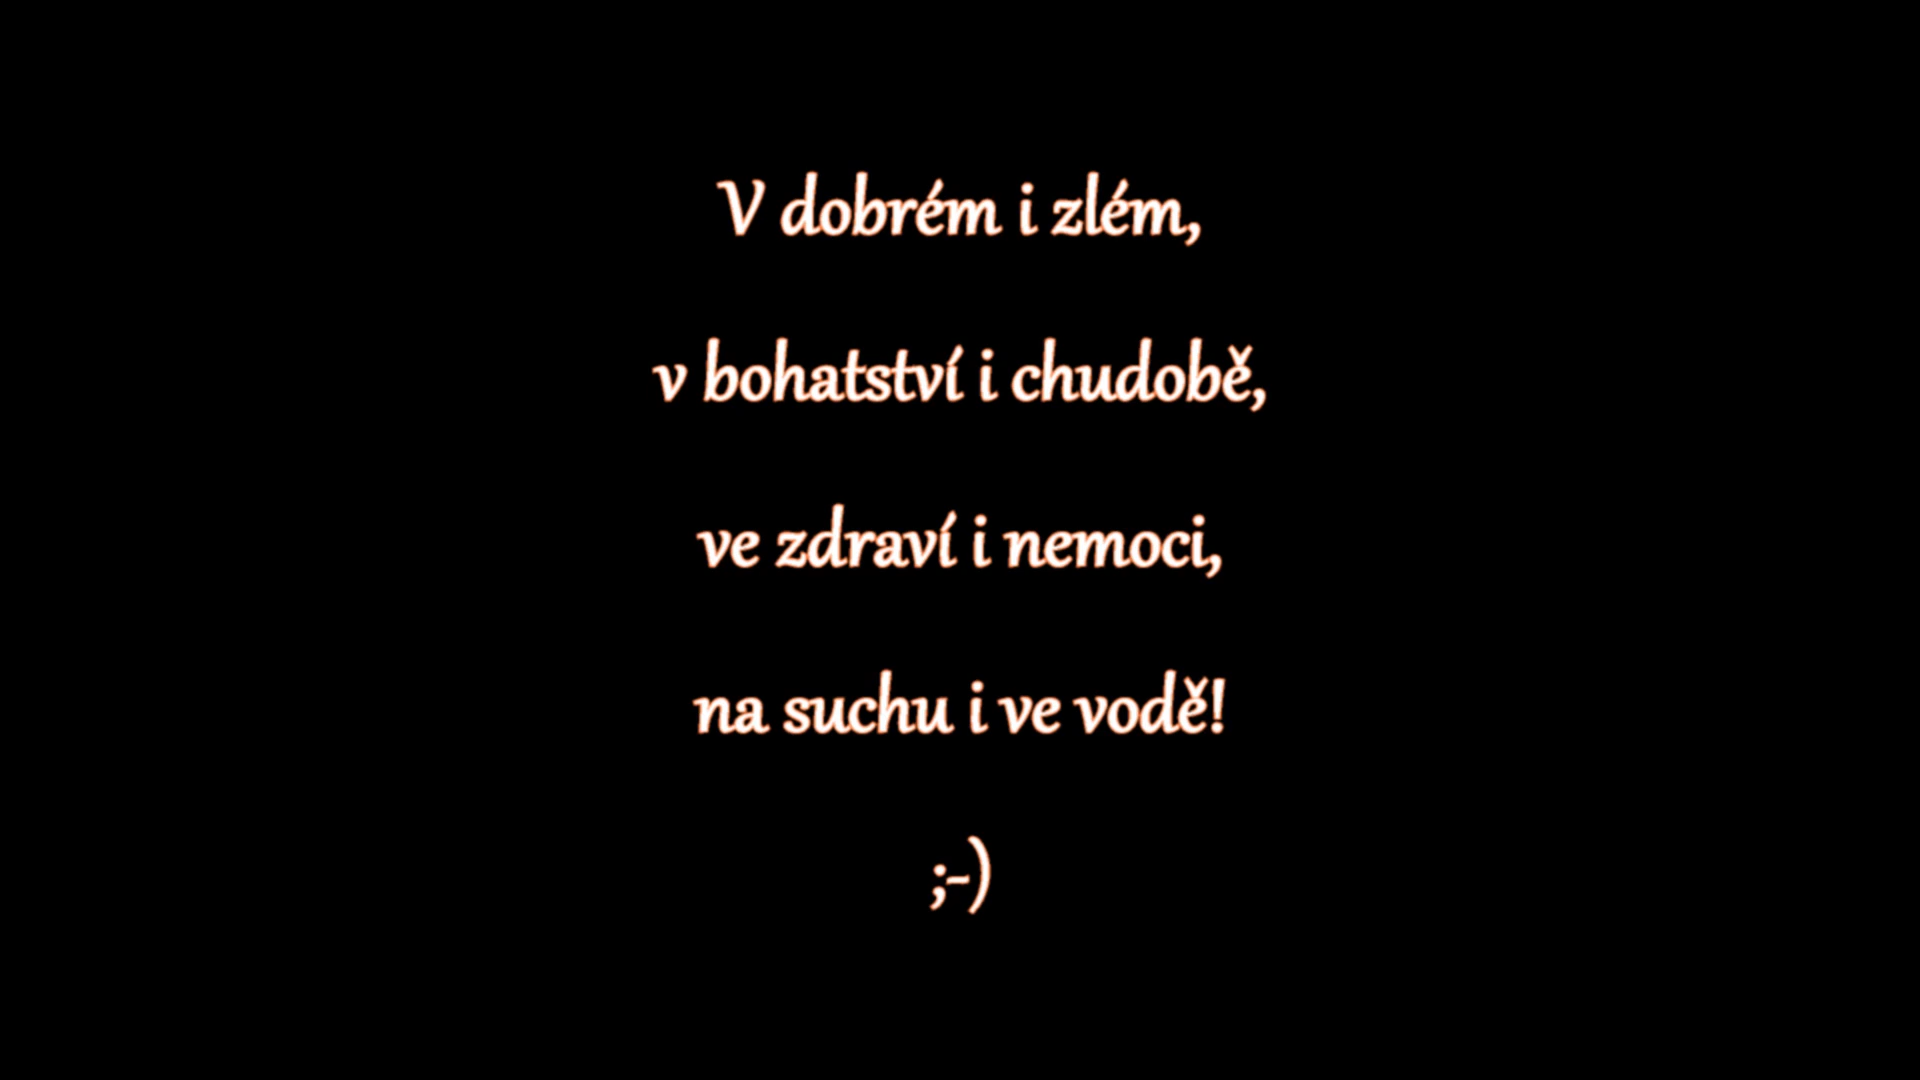 V dobrém i zlém,
v bohatství i chudobě,
ve zdraví i nemoci,
na suchu i ve vodě!
;-)